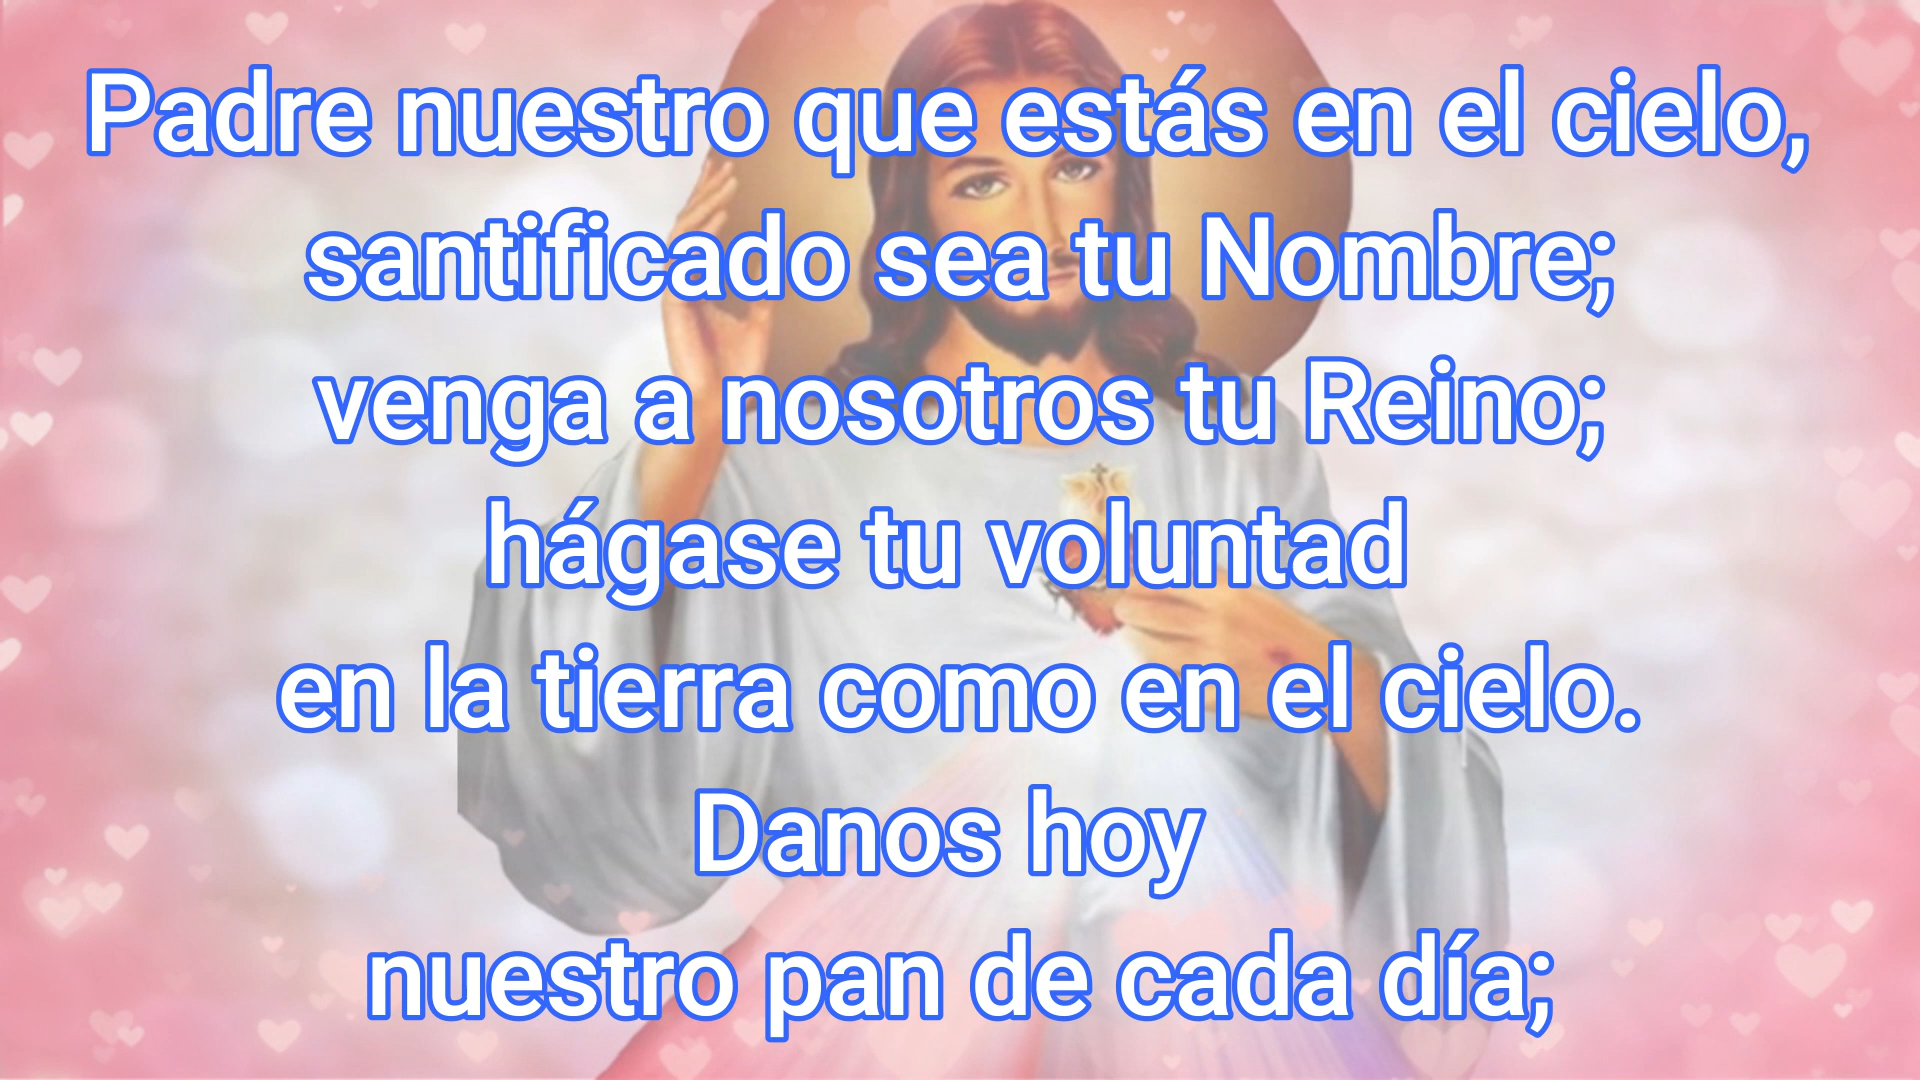 Padre nuestro que estás en el cielo,
santificado sea tu Nombre;
venga a nosotros tu Reino;
hágase tu voluntad
en la tierra como en el cielo.
Danos hoy
nuestro pan de cada día;